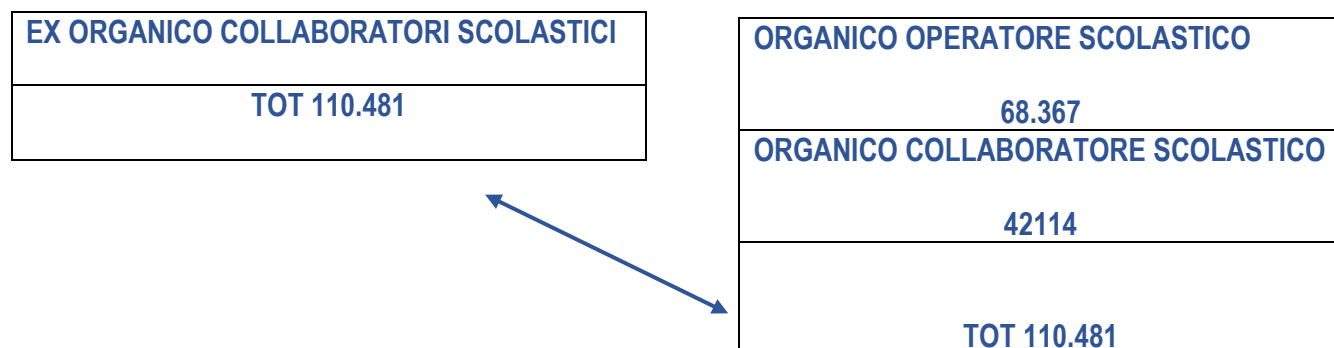 EX ORGANICO COLLABORATORI SCOLASTICI
TOT 110.481
ORGANICO OPERATORE SCOLASTICO
68.367
ORGANICO COLLABORATORE SCOLASTICO
42114
TOT 110.481